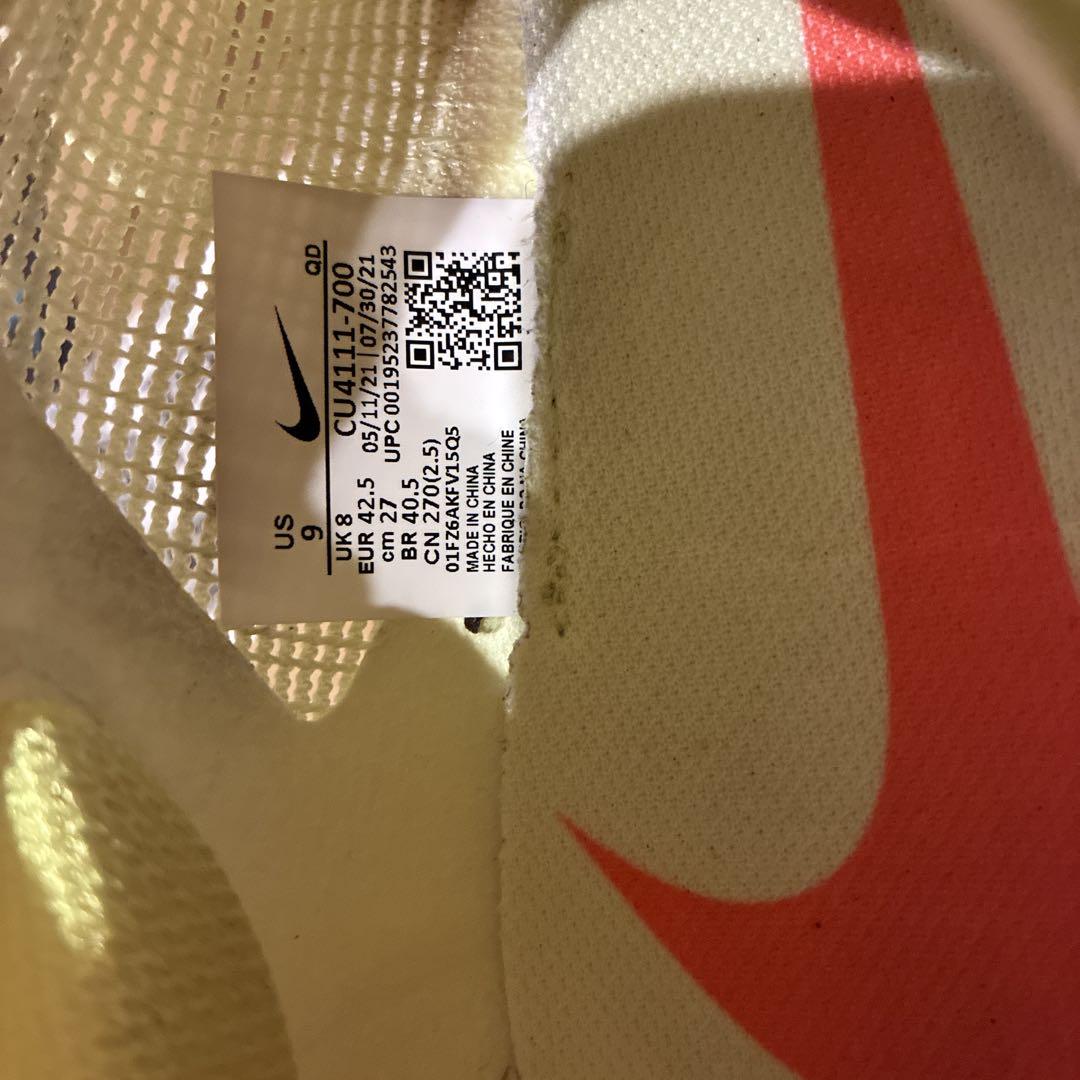 QD
US
9
CU4111-700
05/11/21 | 07/30/21
UPC 00195237782543
UK 8
EUR 42.5
cm 27
BR 40.5
CN 270(2.5)
01FZ6AKFV15Q5
MADE IN CHINA
HECHO EN CHINA
FABRIQUE EN CHINE